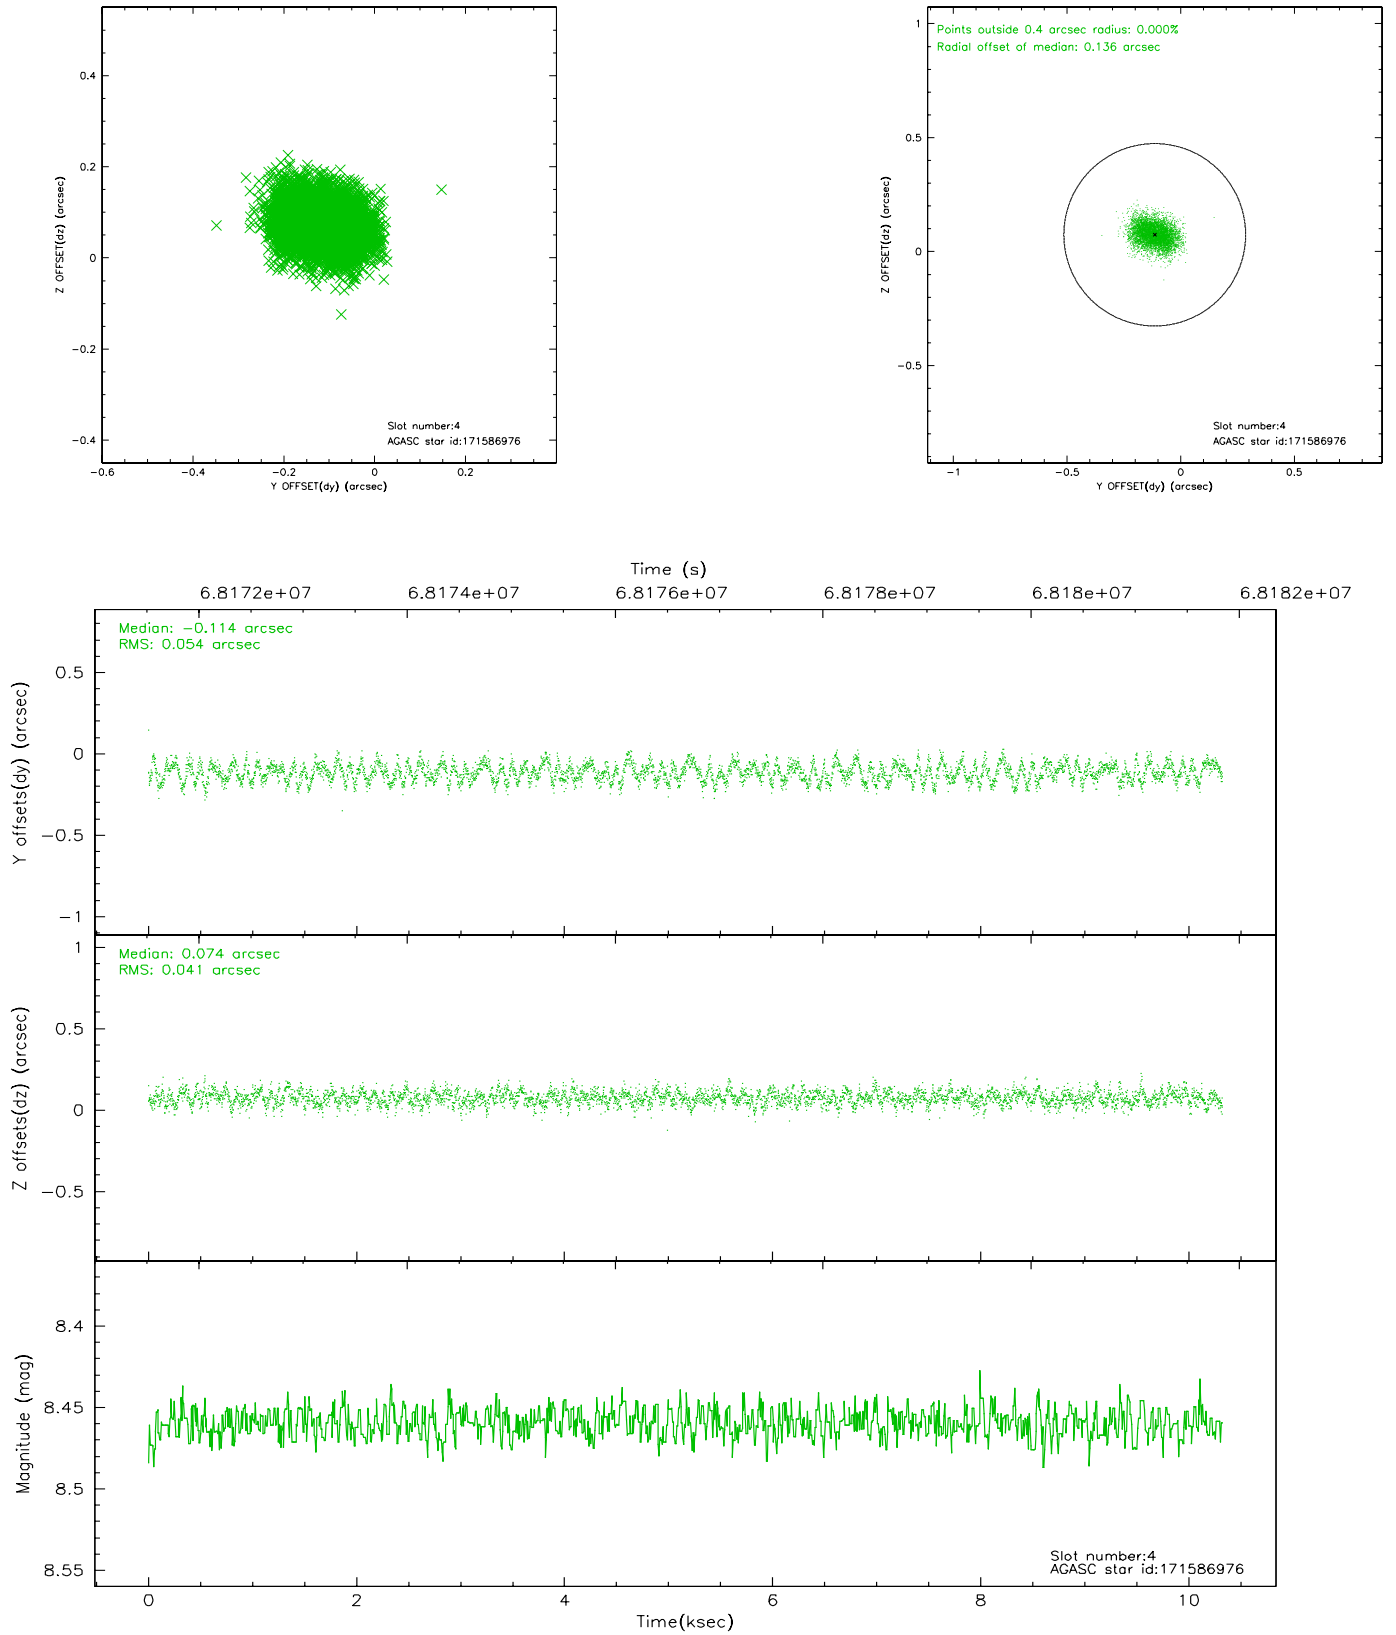 0.4
0.2
0
−0.2
−0.4
Z OFFSET(dz) (arcsec)
Slot number:4
AGASC star id:171586976
−0.6 −0.4 −0.2 0 0.2
Y OFFSET(dy) (arcsec)
Points outside 0.4 arcsec radius: 0.000%
Radial offset of median: 0.136 arcsec
1
0.5
0
−0.5
Z OFFSET(dz) (arcsec)
Slot number:4
AGASC star id:171586976
−1 −0.5 0 0.5
Y OFFSET(dy) (arcsec)
Time (s)
6.8172e+07 6.8174e+07 6.8176e+07 6.8178e+07 6.818e+07 6.8182e+07
Median: −0.114 arcsec
RMS: 0.054 arcsec
0.5
0
−0.5
−1
Y offsets(dy) (arcsec)
Median: 0.074 arcsec
RMS: 0.041 arcsec
1
0.5
0
−0.5
Z offsets(dz) (arcsec)
8.4
8.45
8.5
8.55
Magnitude (mag)
Slot number:4
AGASC star id:171586976
0 2 4 6 8 10
Time(ksec)